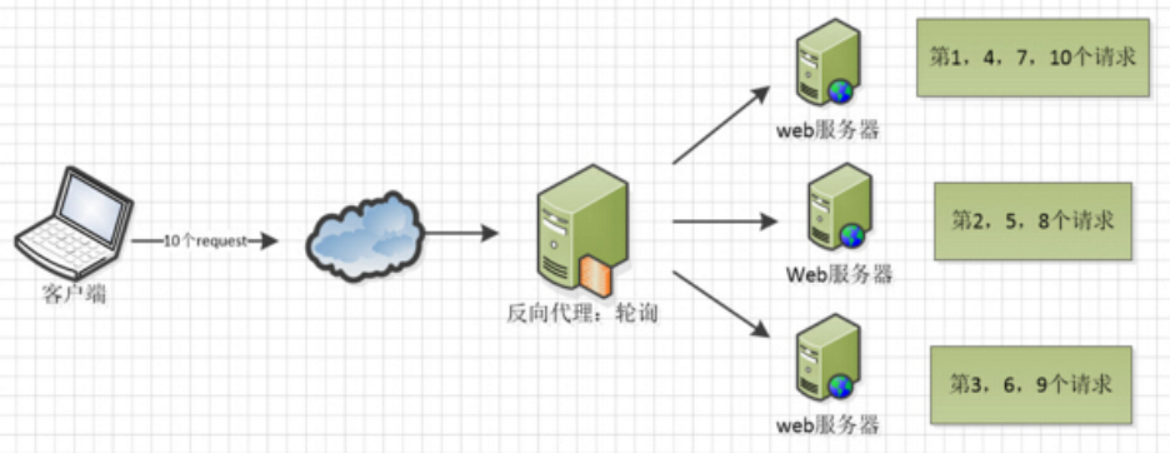 客户端
10个request
反向代理：轮询
web服务器
第1，4，7，10个请求
Web服务器
第2，5，8个请求
web服务器
第3，6，9个请求